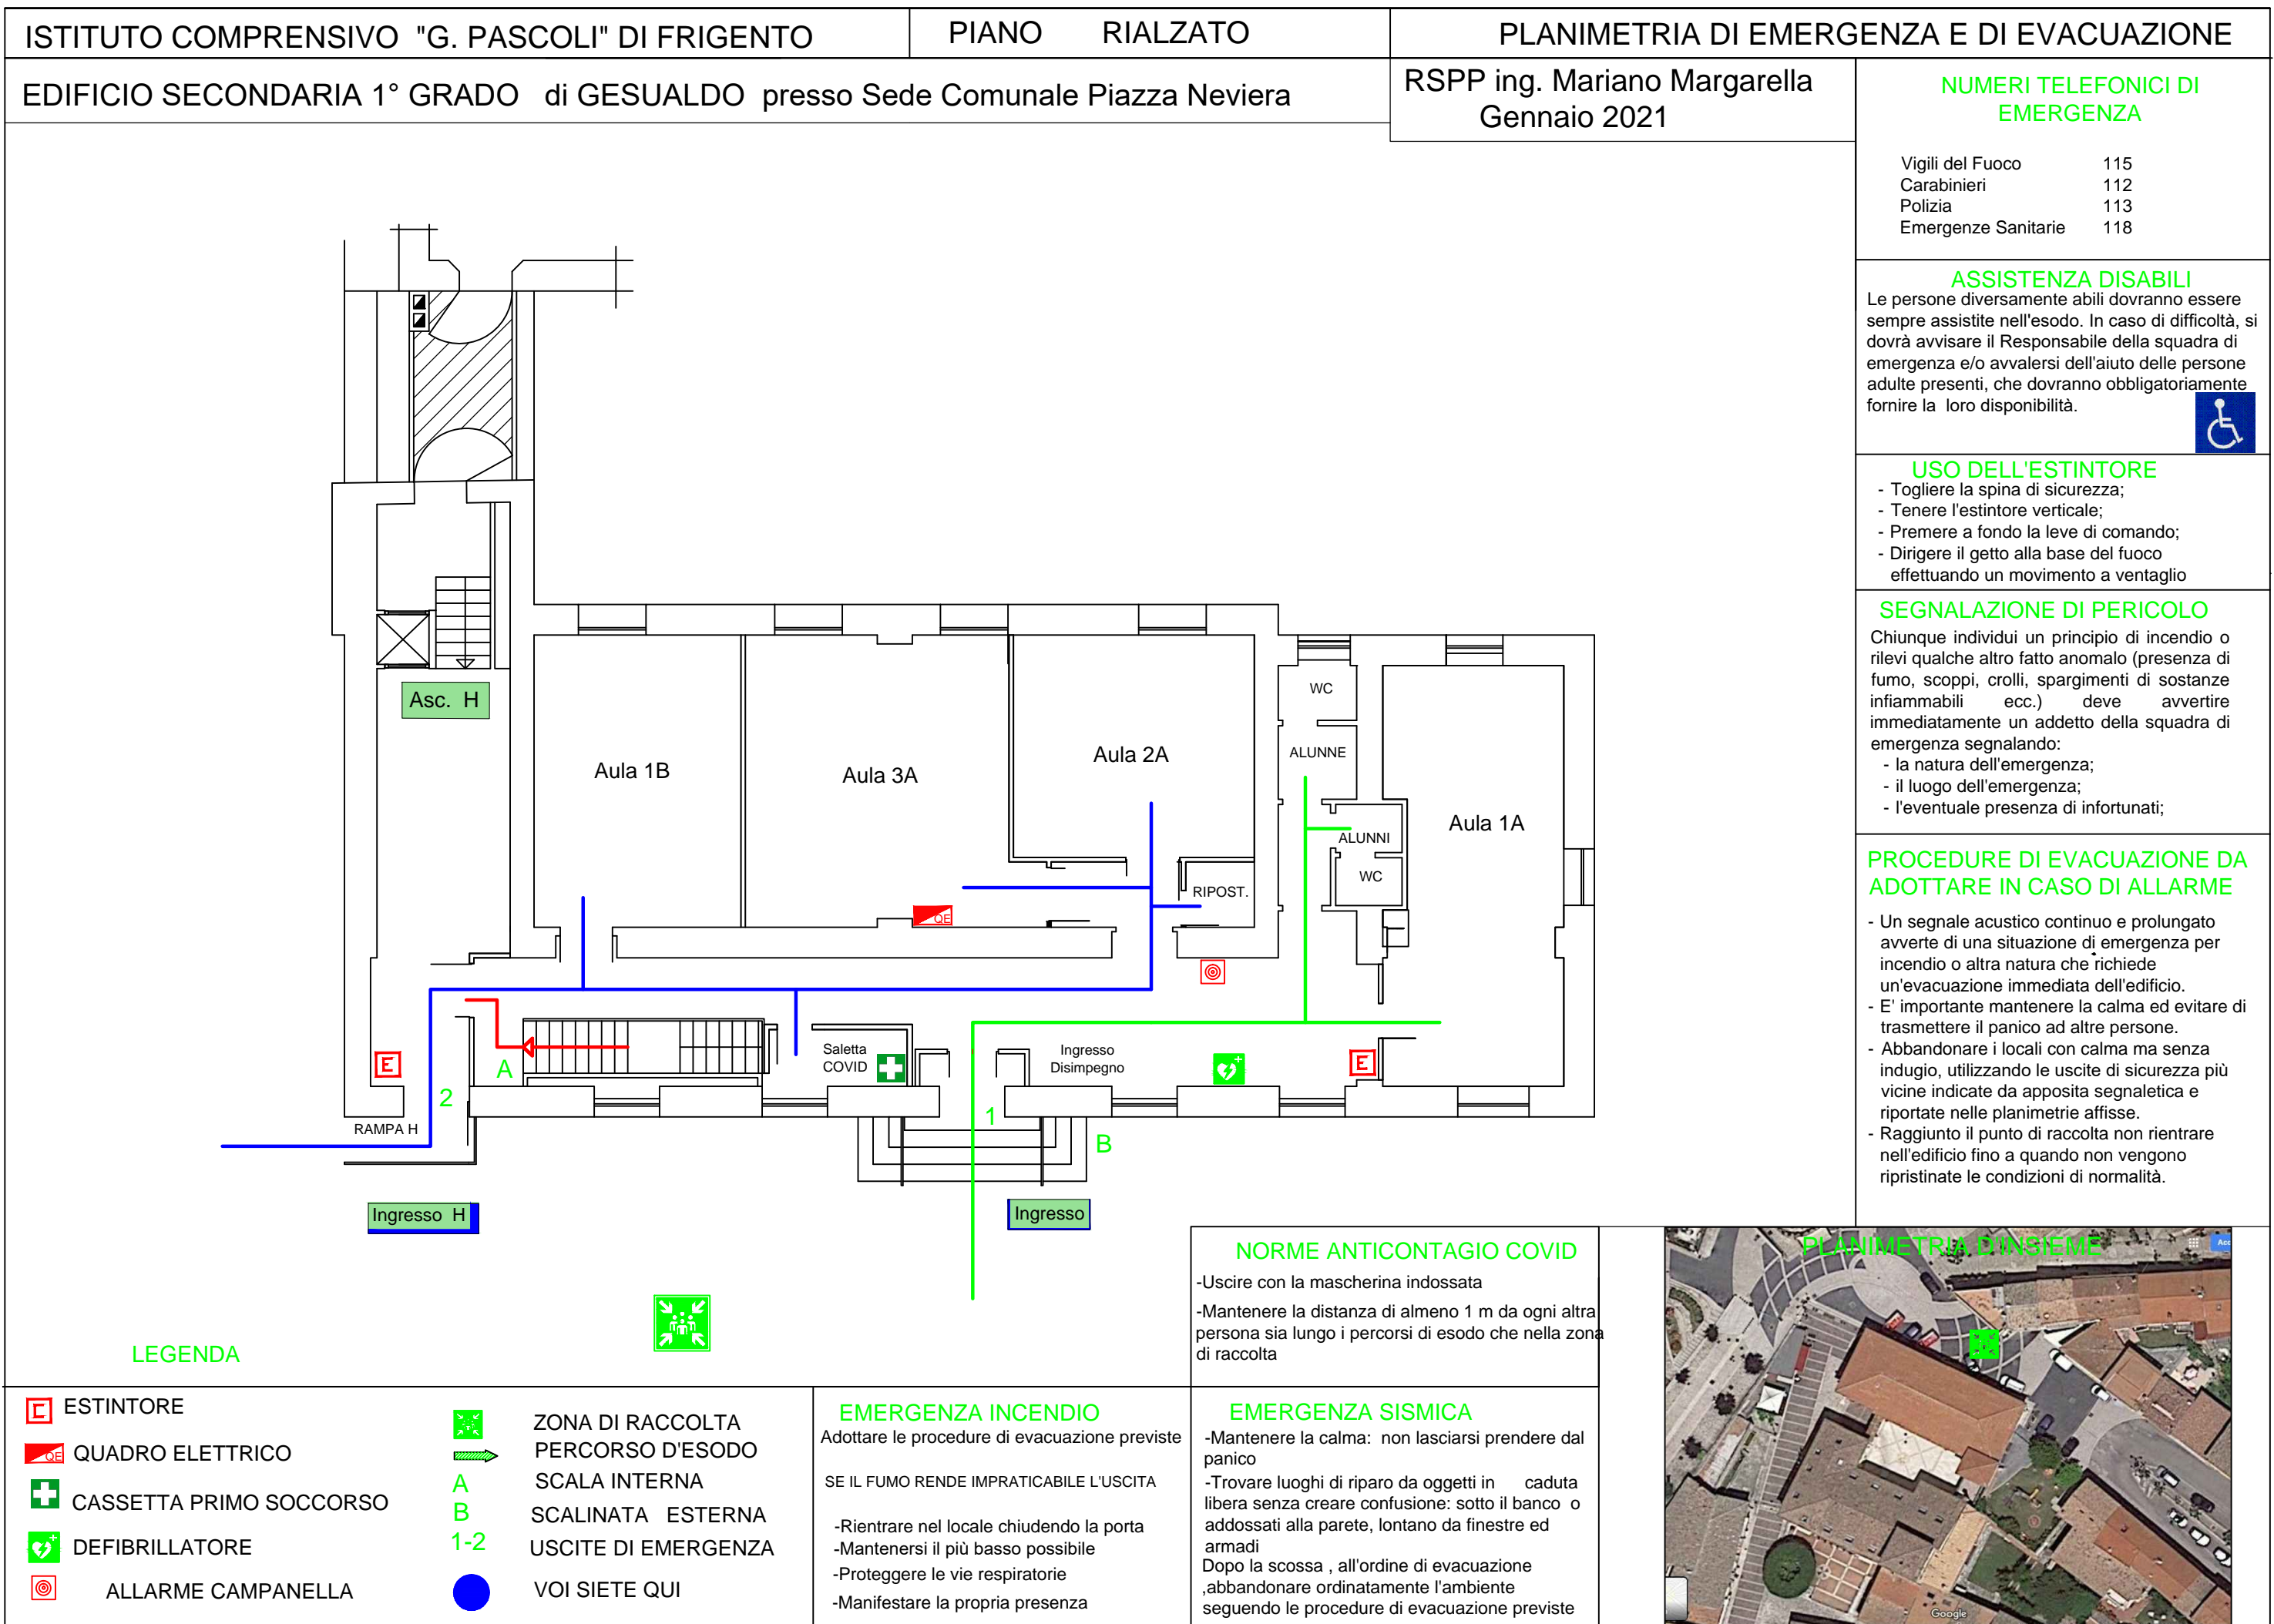 ISTITUTO COMPRENSIVO "G. PASCOLI" DI FRIGENTO
PIANO RIALZATO
PLANIMETRIA DI EMERGENZA E DI EVACUAZIONE
EDIFICIO SECONDARIA 1° GRADO di GESUALDO presso Sede Comunale Piazza Neviera
RSPP ing. Mariano Margarella
Gennaio 2021
NUMERI TELEFONICI DI
EMERGENZA
Vigili del Fuoco 115
Carabinieri 112
Polizia 113
Emergenze Sanitarie 118
ASSISTENZA DISABILI
Le persone diversamente abili dovranno essere
sempre assistite nell'esodo. In caso di difficoltà, si
dovrà avvisare il Responsabile della squadra di
emergenza e/o avvalersi dell'aiuto delle persone
adulte presenti, che dovranno obbligatoriamente
fornire la loro disponibilità.
USO DELL'ESTINTORE
- Togliere la spina di sicurezza;
- Tenere l'estintore verticale;
- Premere a fondo la leve di comando;
- Dirigere il getto alla base del fuoco
effettuando un movimento a ventaglio
SEGNALAZIONE DI PERICOLO
Chiunque individui un principio di incendio o
rilevi qualche altro fatto anomalo (presenza di
fumo, scoppi, crolli, spargimenti di sostanze
infiammabili ecc.) deve avvertire
immediatamente un addetto della squadra di
emergenza segnalando:
- la natura dell'emergenza;
- il luogo dell'emergenza;
- l'eventuale presenza di infortunati;
PROCEDURE DI EVACUAZIONE DA
ADOTTARE IN CASO DI ALLARME
- Un segnale acustico continuo e prolungato
avverte di una situazione di emergenza per
incendio o altra natura che richiede
un'evacuazione immediata dell'edificio.
- E' importante mantenere la calma ed evitare di
trasmettere il panico ad altre persone.
- Abbandonare i locali con calma ma senza
indugio, utilizzando le uscite di sicurezza più
vicine indicate da apposita segnaletica e
riportate nelle planimetrie affisse.
- Raggiunto il punto di raccolta non rientrare
nell'edificio fino a quando non vengono
ripristinate le condizioni di normalità.
Asc. H
Aula 1B
Aula 3A
Aula 2A
WC
ALUNNE
ALUNNI
WC
Aula 1A
RIPOST.
QE
E
A
2
Saletta
COVID
Ingresso
Disimpegno
E
1
B
RAMPA H
Ingresso H
Ingresso
NORME ANTICONTAGIO COVID
-Uscire con la mascherina indossata
-Mantenere la distanza di almeno 1 m da ogni altra
persona sia lungo i percorsi di esodo che nella zona
di raccolta
PLANIMETRIA D'INSIEME
Acc
Google
LEGENDA
E ESTINTORE
QE QUADRO ELETTRICO
CASSETTA PRIMO SOCCORSO
DEFIBRILLATORE
ALLARME CAMPANELLA
ZONA DI RACCOLTA
PERCORSO D'ESODO
A SCALA INTERNA
B SCALINATA ESTERNA
1-2 USCITE DI EMERGENZA
VOI SIETE QUI
EMERGENZA INCENDIO
Adottare le procedure di evacuazione previste
SE IL FUMO RENDE IMPRATICABILE L'USCITA
-Rientrare nel locale chiudendo la porta
-Mantenersi il più basso possibile
-Proteggere le vie respiratorie
-Manifestare la propria presenza
EMERGENZA SISMICA
-Mantenere la calma: non lasciarsi prendere dal
panico
-Trovare luoghi di riparo da oggetti in caduta
libera senza creare confusione: sotto il banco o
addossati alla parete, lontano da finestre ed
armadi
Dopo la scossa , all'ordine di evacuazione
,abbandonare ordinatamente l'ambiente
seguendo le procedure di evacuazione previste